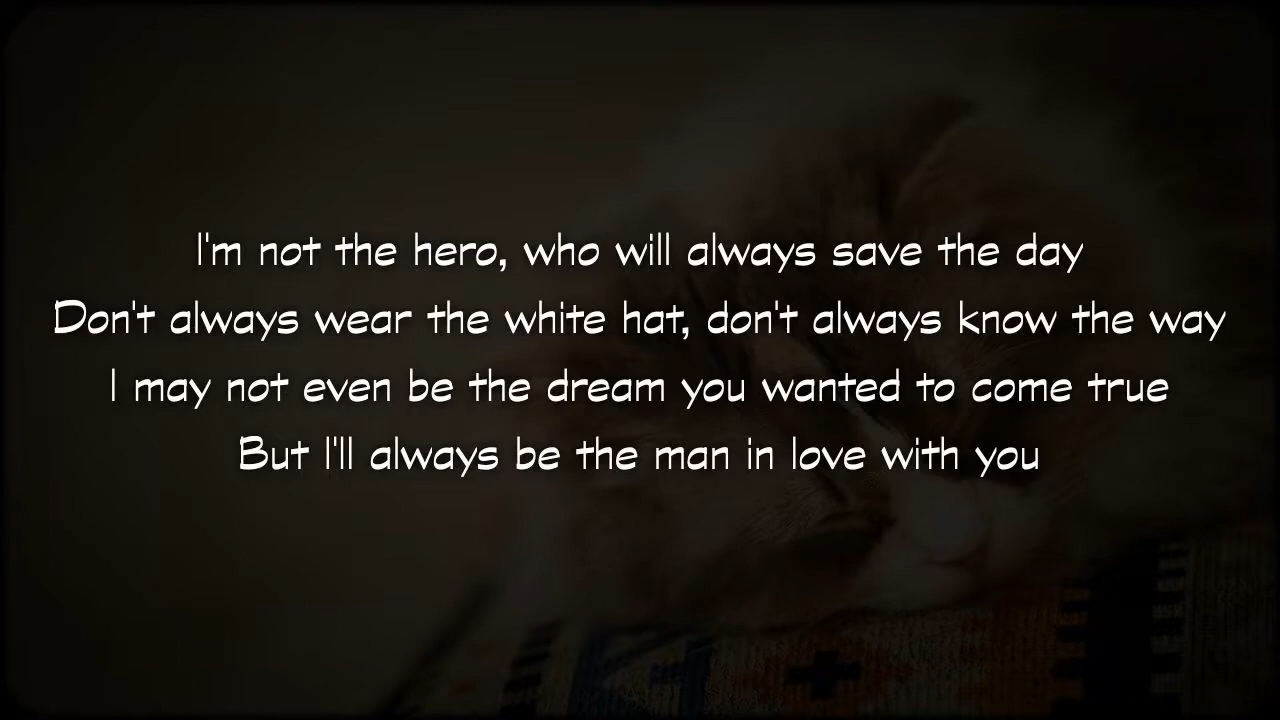 I'm not the hero, who will always save the day
Don't always wear the white hat, don't always know the way
I may not even be the dream you wanted to come true
But I'll always be the man in love with you